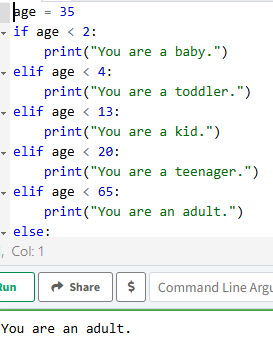 age = 35
if age < 2:
    print("You are a baby.")
elif age < 4:
    print("You are a toddler.")
elif age < 13:
    print("You are a kid.")
elif age < 20:
    print("You are a teenager.")
elif age < 65:
    print("You are an adult.")
else:
, Col: 1
Share $ Command Line
You are an adult.